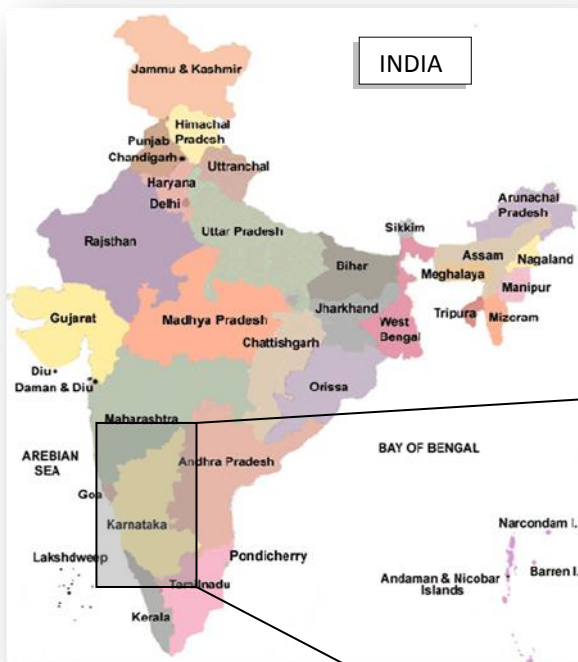 INDIA
Jammu & Kashmir
Himachal
Pradesh
Punjab
Chandigarh
Uttranchal
Haryana
Delhi
Arunachal
Pradesh
Sikkim
Rajsthan
Uttar Pradesh
Assam
Nagaland
Bihar
Meghalaya
Manipur
Jharkhand
Gujarat
Madhya Pradesh
West
Bengal
Tripura
Mizoram
Chattishgarh
Diu
Daman & Diu
Orissa
Maharashtra
AREBIAN
SEA
Andhra Pradesh
BAY OF BENGAL
Goa
Karnataka
Narcondam I.
Lakshdweep
Pondicherry
Andaman & Nicobar
Islands
Barren I.
Tamilnadu
Kerala